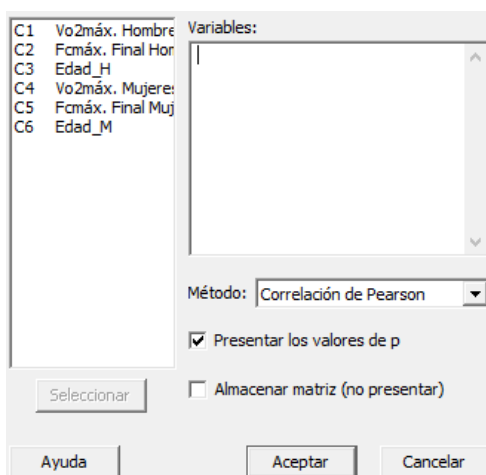 C1 Vo2máx. Hombre
C2 Fcmáx. Final Hor
C3 Edad_H
C4 Vo2máx. Mujere:
C5 Fcmáx. Final Muj
C6 Edad_M
Variables:
Método: Correlación de Pearson
Presentar los valores de p
Almacenar matriz (no presentar)
Seleccionar
Ayuda
Aceptar
Cancelar